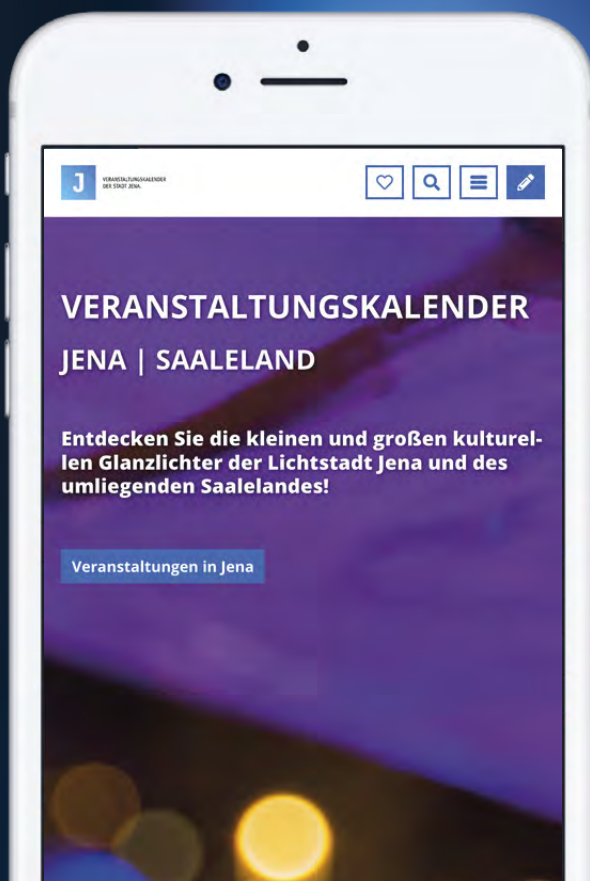 J
VERANSTALTUNGSKALENDER
DER STADT JENA.
VERANSTALTUNGSKALENDER
JENA | SAALELAND
Entdecken Sie die kleinen und großen kulturel-
len Glanzlichter der Lichtstadt Jena und des
umliegenden Saalelandes!
Veranstaltungen in Jena